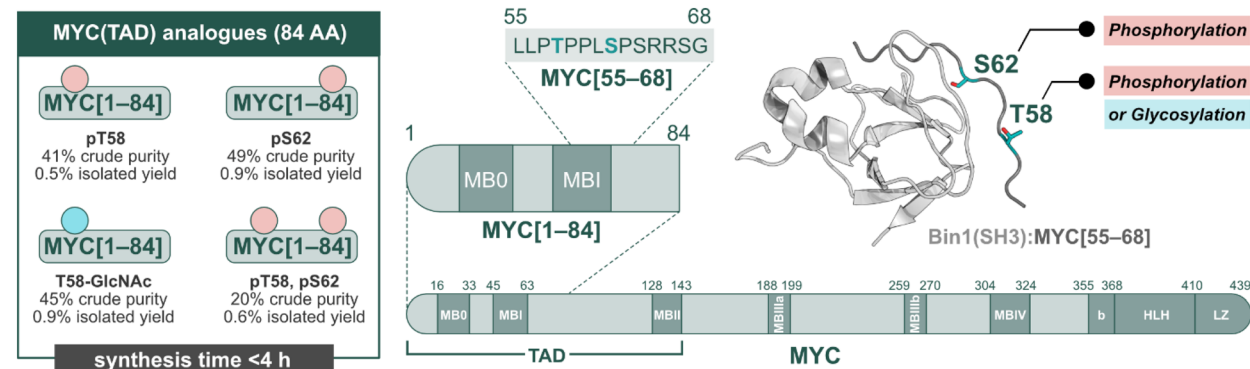 MYC(TAD) analogues (84 AA)
MYC[1–84]
pT58
41% crude purity
0.5% isolated yield
MYC[1–84]
pS62
49% crude purity
0.9% isolated yield
MYC[1–84]
T58-GlcNAc
45% crude purity
0.9% isolated yield
MYC[1–84]
pT58, pS62
20% crude purity
0.6% isolated yield
synthesis time <4 h
55 68
LLPTPPLSPSRRSG
MYC[55–68]
1 84
MB0 MBI
MYC[1–84]
S62
Phosphorylation
T58
Phosphorylation
or Glycosylation
Bin1(SH3):MYC[55–68]
16 33 45 63 128 143 188 199 259 270 304 324 355 368 410 439
MB0 MBI MBII MBIIIa MBIIIb MBIV b HLH LZ
TAD
MYC